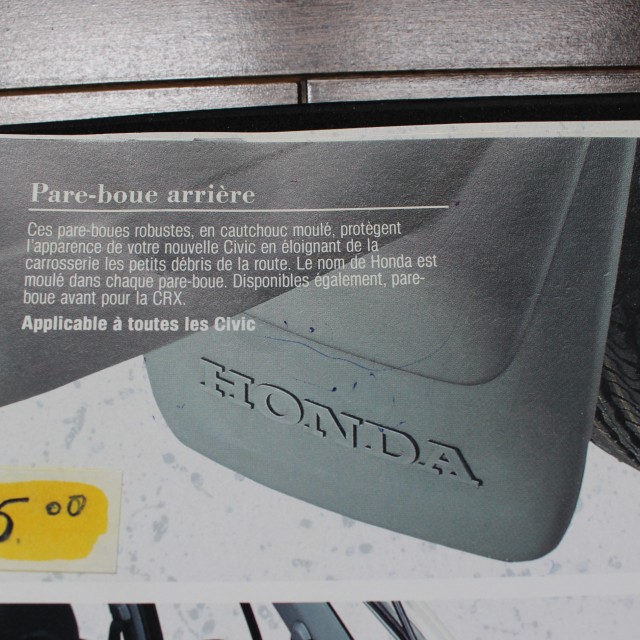 Pare-boue arrière
Ces pare-boues robustes, en cautchouc moulé, protègent
l'apparence de votre nouvelle Civic en éloignant de la
carrosserie les petits débris de la route. Le nom de Honda est
moulé dans chaque pare-boue. Disponibles également, pare-
boue avant pour la CRX.
Applicable à toutes les Civic
HONDA
5 00